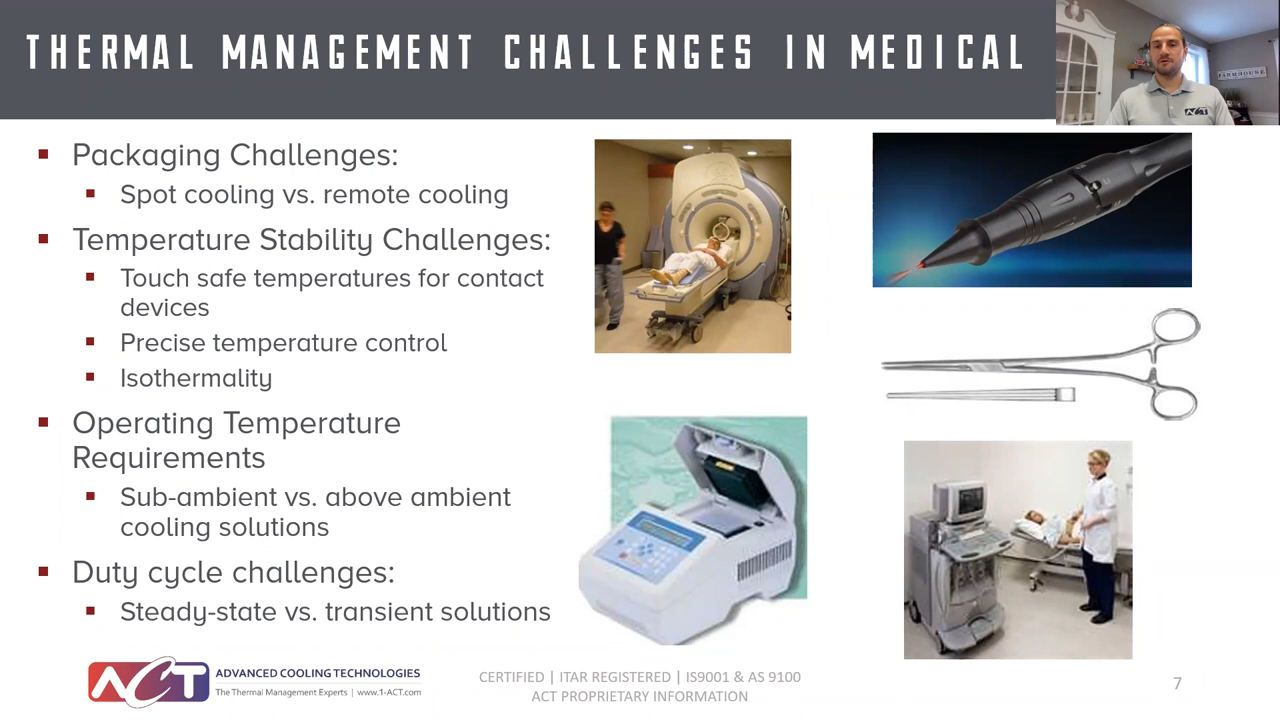 THERMAL MANAGEMENT CHALLENGES IN MEDICAL
FARMHOUSE
ACT
Packaging Challenges:
Spot cooling vs. remote cooling
Temperature Stability Challenges:
Touch safe temperatures for contact
devices
Precise temperature control
Isothermality
Operating Temperature
Requirements
Sub-ambient vs. above ambient
cooling solutions
Duty cycle challenges:
Steady-state vs. transient solutions
ACT
ADVANCED COOLING TECHNOLOGIES
The Thermal Management Experts | www.1-ACT.com
CERTIFIED | ITAR REGISTERED | IS9001 & AS 9100
ACT PROPRIETARY INFORMATION
7